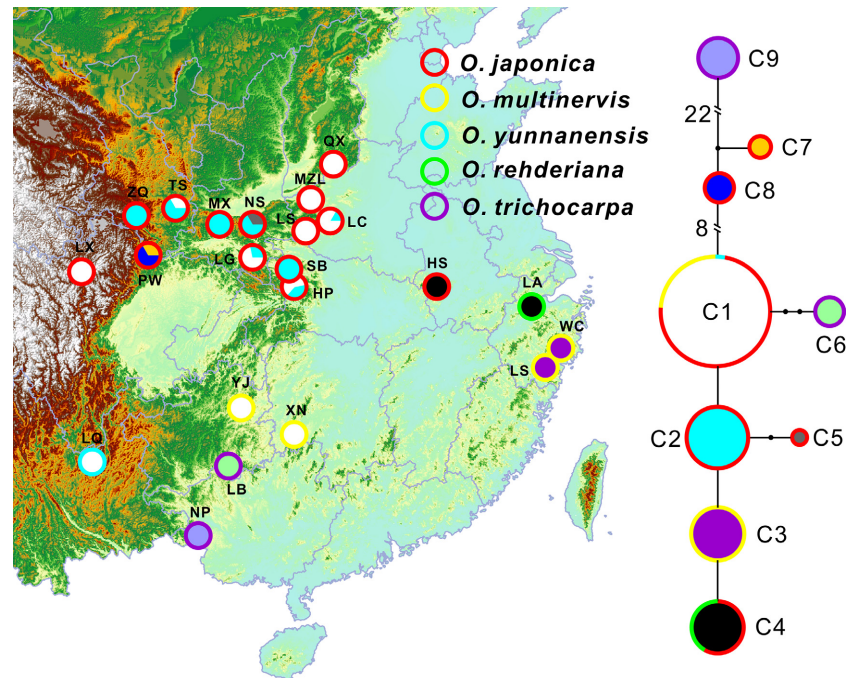 O. japonica
O. multinervis
O. yunnanensis
O. rehderiana
O. trichocarpa
QX
MZL
ZQ
TS
MX
NS
LS
LC
LX
PW
LG
SB
HP
HS
LA
WC
LS
YJ
XN
LQ
LB
NP
C9
22
C7
C8
8
C1
C6
C2
C5
C3
C4